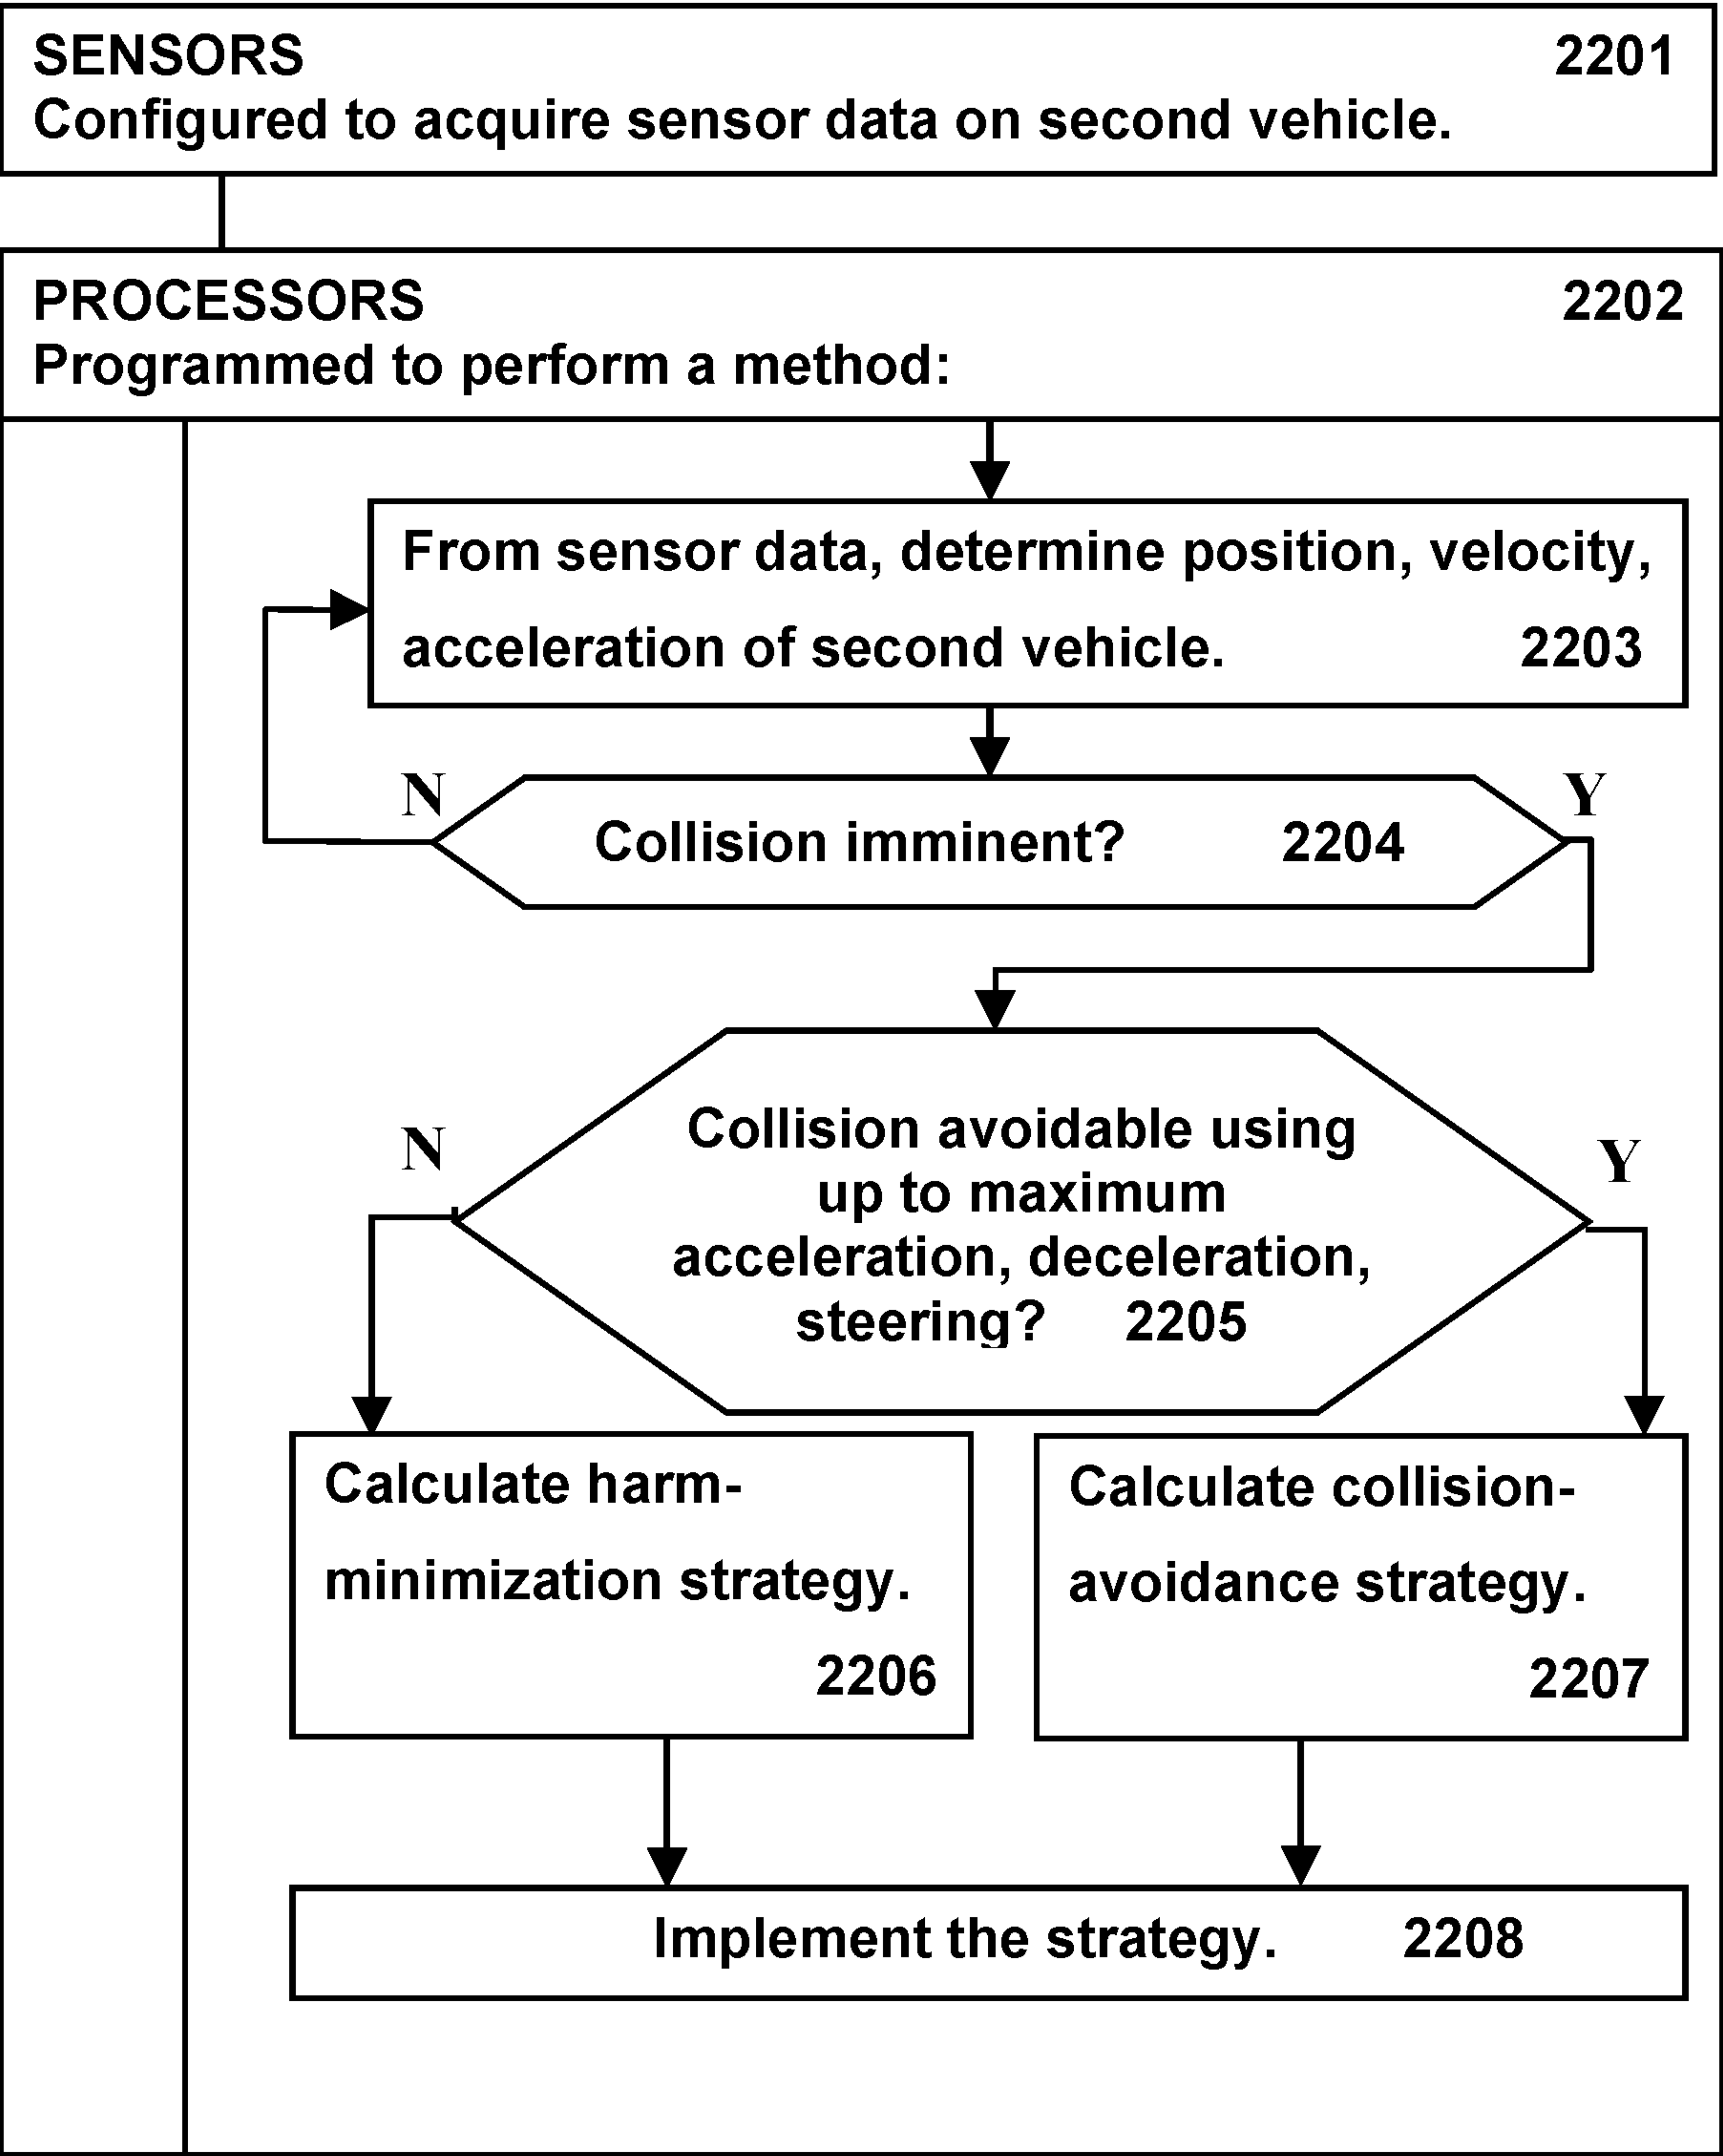 SENSORS 2201
Configured to acquire sensor data on second vehicle.
PROCESSORS 2202
Programmed to perform a method:
From sensor data, determine position, velocity,
acceleration of second vehicle. 2203
N Y
Collision imminent? 2204
N Y
Collision avoidable using
up to maximum
acceleration, deceleration,
steering? 2205
Calculate harm-
minimization strategy.
2206
Calculate collision-
avoidance strategy.
2207
Implement the strategy. 2208